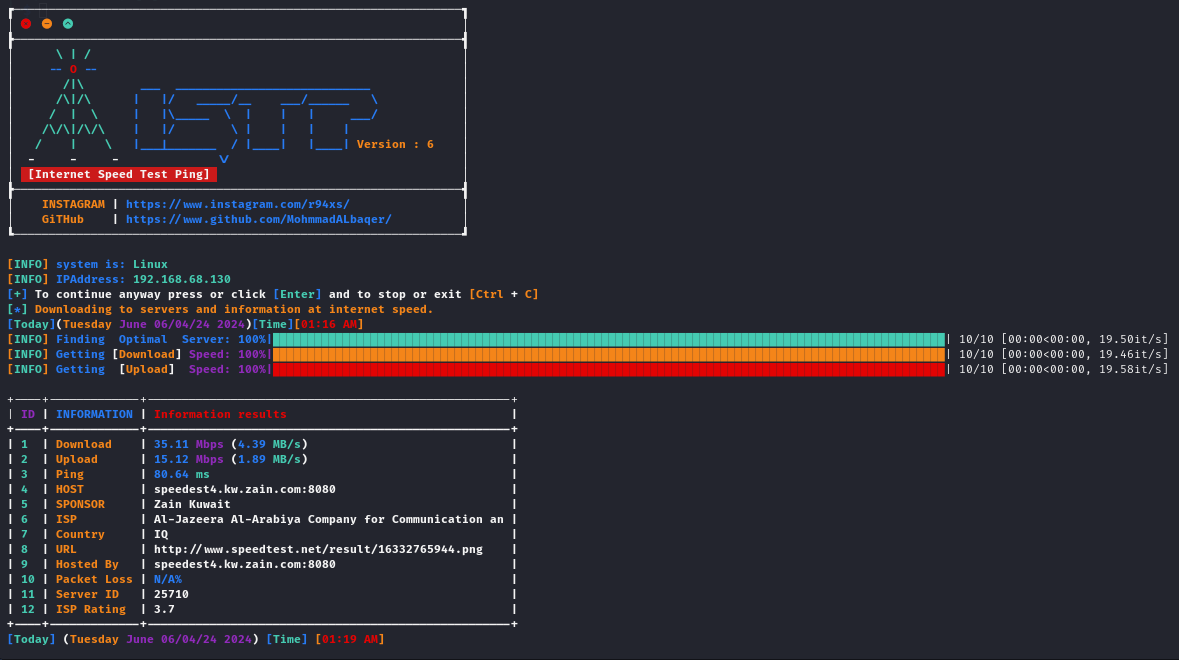 Version : 6
[Internet Speed Test Ping]
INSTAGRAM | https://www.instagram.com/r94xs/
GiTHub | https://www.github.com/MohmmadALbaqer/
[INFO] system is: Linux
[INFO] IPAddress: 192.168.68.130
[+] To continue anyway press or click [Enter] and to stop or exit [Ctrl + C]
[*] Downloading to servers and information at internet speed.
[Today](Tuesday June 06/04/24 2024)[Time][01:16 AM]
[INFO] Finding Optimal Server: 100%| | 10/10 [00:00<00:00, 19.50it/s]
[INFO] Getting [Download] Speed: 100%| | 10/10 [00:00<00:00, 19.46it/s]
[INFO] Getting [Upload] Speed: 100%| | 10/10 [00:00<00:00, 19.58it/s]
| ID | INFORMATION | Information results |
| 1 | Download | 35.11 Mbps (4.39 MB/s) |
| 2 | Upload | 15.12 Mbps (1.89 MB/s) |
| 3 | Ping | 80.64 ms |
| 4 | HOST | speedest4.kw.zain.com:8080 |
| 5 | SPONSOR | Zain Kuwait |
| 6 | ISP | Al-Jazeera Al-Arabiya Company for Communication an |
| 7 | Country | IQ |
| 8 | URL | http://www.speedtest.net/result/16332765944.png |
| 9 | Hosted By | speedest4.kw.zain.com:8080 |
| 10 | Packet Loss | N/A% |
| 11 | Server ID | 25710 |
| 12 | ISP Rating | 3.7 |
[Today] (Tuesday June 06/04/24 2024) [Time] [01:19 AM]